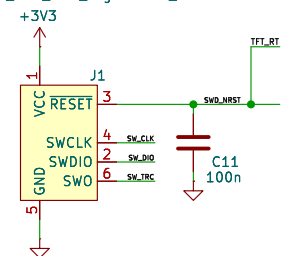 +3V3
TFT_RT
J1
1
VCC
RESET
3
SWD_NRST
SWCLK
4
SW_CLK
SWDIO
2
SW_DIO
C11
SWO
6
SW_TRC
100n
GND
5